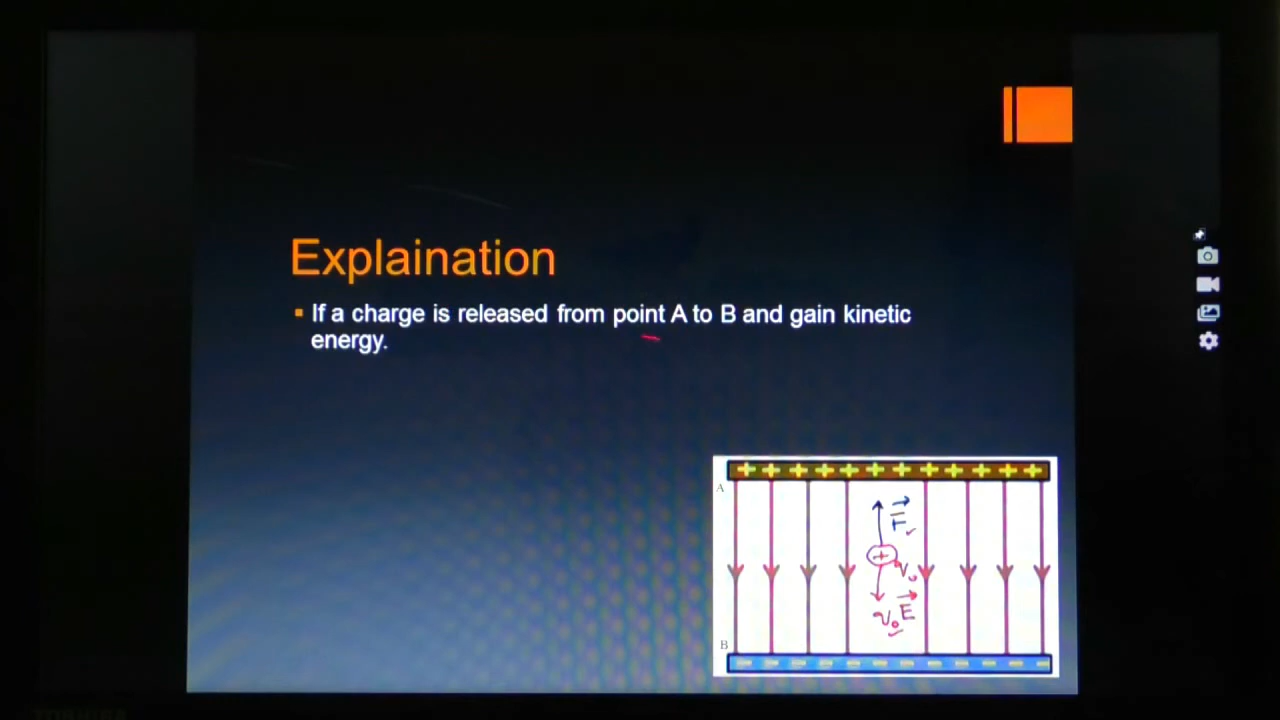 Explaination
If a charge is released from point A to B and gain kinetic
energy.
A
F
+
E
B